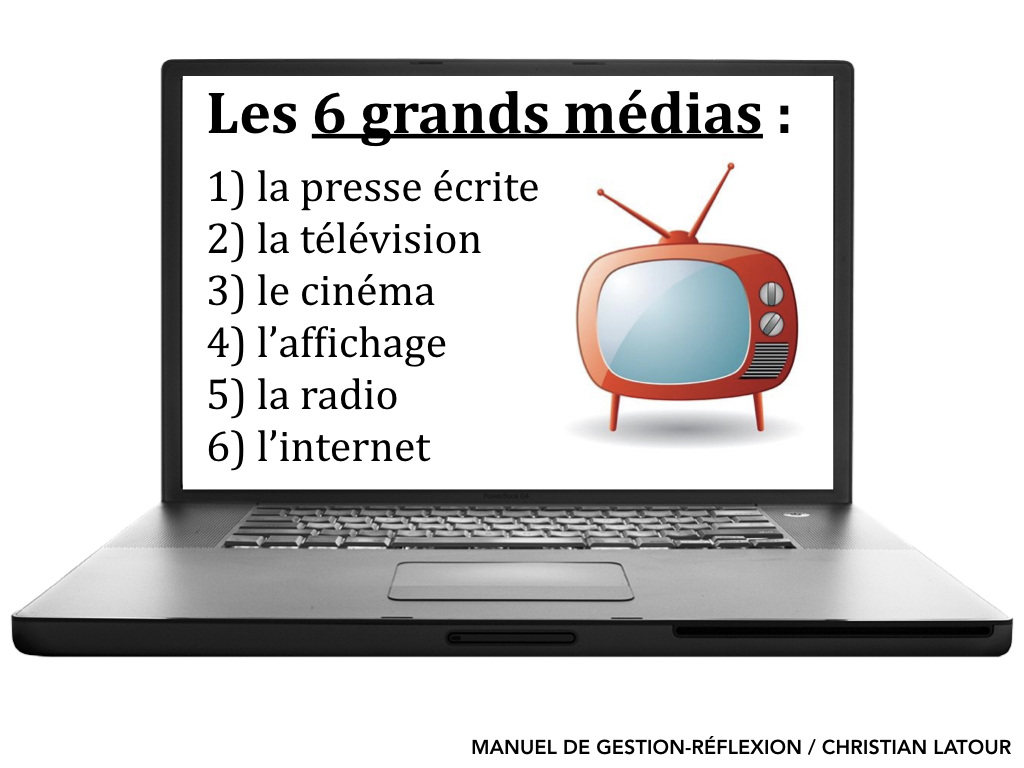 Les 6 grands médias :
1) la presse écrite
2) la télévision
3) le cinéma
4) l’affichage
5) la radio
6) l’internet
MANUEL DE GESTION-RÉFLEXION / CHRISTIAN LATOUR